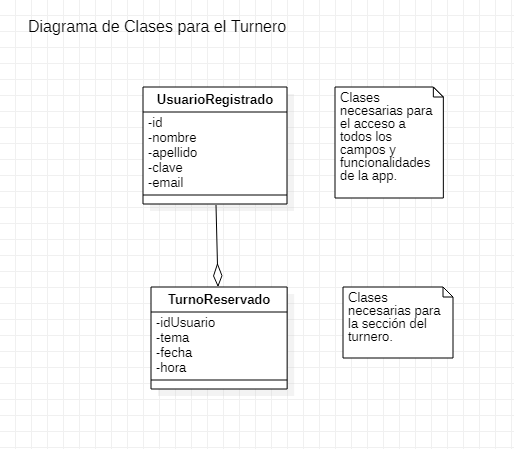 Diagrama de Clases para el Turnero
UsuarioRegistrado
-id
-nombre
-apellido
-clave
-email
Clases
necesarias para
el acceso a
todos los
campos y
funcionalidades
de la app.
TurnoReservado
-idUsuario
-tema
-fecha
-hora
Clases
necesarias para
la sección del
turnero.